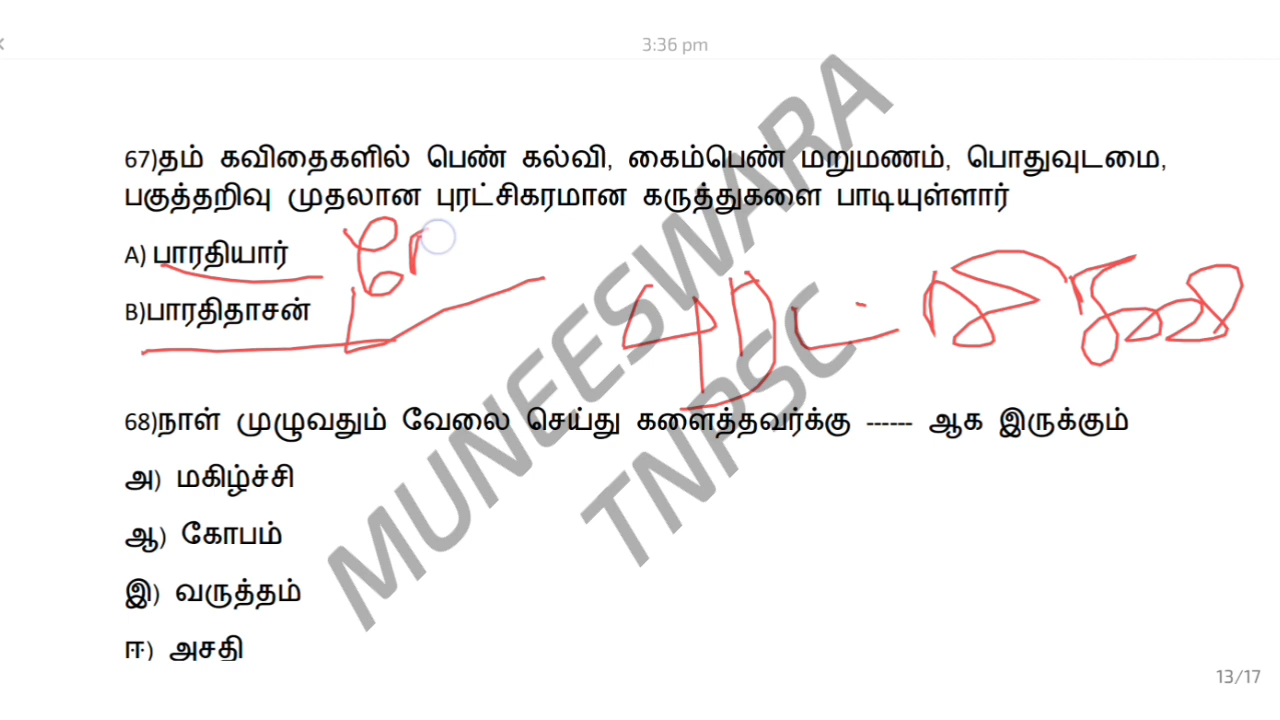 3:36 pm
67)தம் கவிதைகளில் பெண் கல்வி, கைம்பெண் மறுமணம், பொதுவுடமை,
பகுத்தறிவு முதலான புரட்சிகரமான கருத்துகளை பாடியுள்ளார்
A) பாரதியார்
B)பாரதிதாசன்
68)நாள் முழுவதும் வேலை செய்து களைத்தவர்க்கு ------ ஆக இருக்கும்
அ) மகிழ்ச்சி
ஆ) கோபம்
இ) வருத்தம்
ஈ) அசதி
MUNEESWARA
TNPSC
13/17